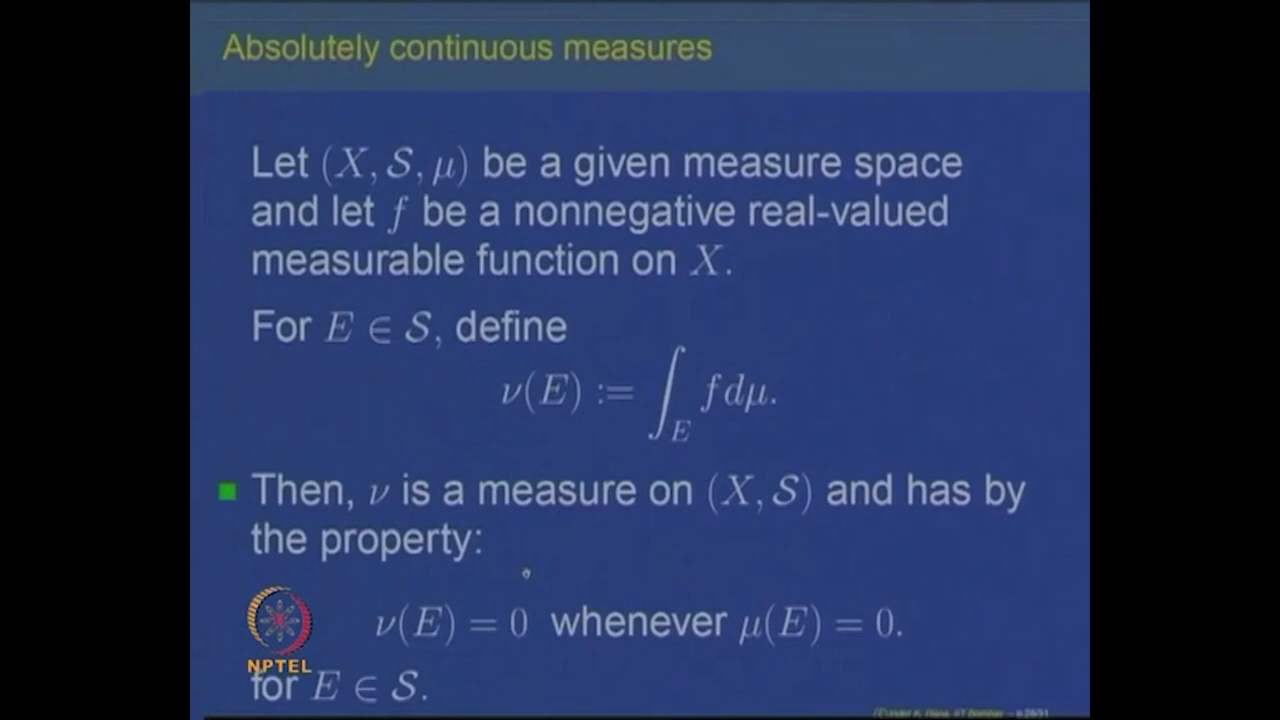 Absolutely continuous measures
Let (X, 𝒮, μ) be a given measure space
and let f be a nonnegative real-valued
measurable function on X.
For E ∈ 𝒮, define
ν(E) := ∫_E f dμ.
Then, ν is a measure on (X, 𝒮) and has by
the property:
ν(E) = 0 whenever μ(E) = 0.
NPTEL
for E ∈ 𝒮.